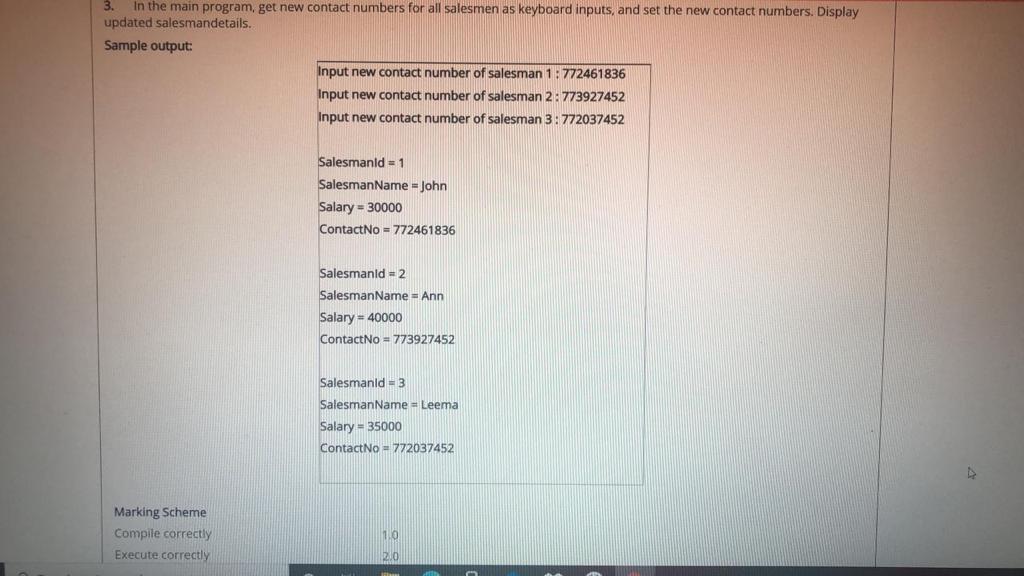 3. In the main program, get new contact numbers for all salesmen as keyboard inputs, and set the new contact numbers. Display
updated salesmandetails.
Sample output:
Input new contact number of salesman 1 : 772461836
Input new contact number of salesman 2 : 773927452
Input new contact number of salesman 3 : 772037452
SalesmanId = 1
SalesmanName = John
Salary = 30000
ContactNo = 772461836
SalesmanId = 2
SalesmanName = Ann
Salary = 40000
ContactNo = 773927452
SalesmanId = 3
SalesmanName = Leema
Salary = 35000
ContactNo = 772037452
Marking Scheme
Compile correctly 1.0
Execute correctly 2.0